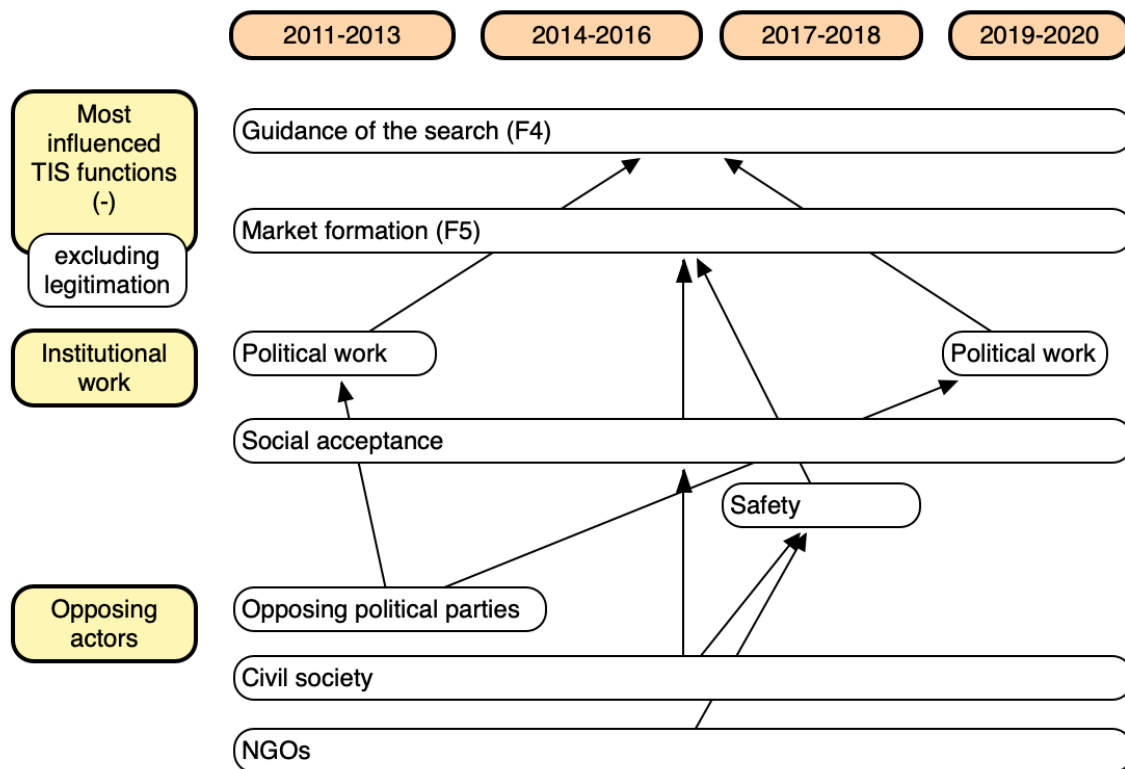 2011-2013
2014-2016
2017-2018
2019-2020
Most
influenced
TIS functions
(-)
excluding
legitimation
Guidance of the search (F4)
Market formation (F5)
Institutional
work
Political work
Political work
Social acceptance
Safety
Opposing
actors
Opposing political parties
Civil society
NGOs